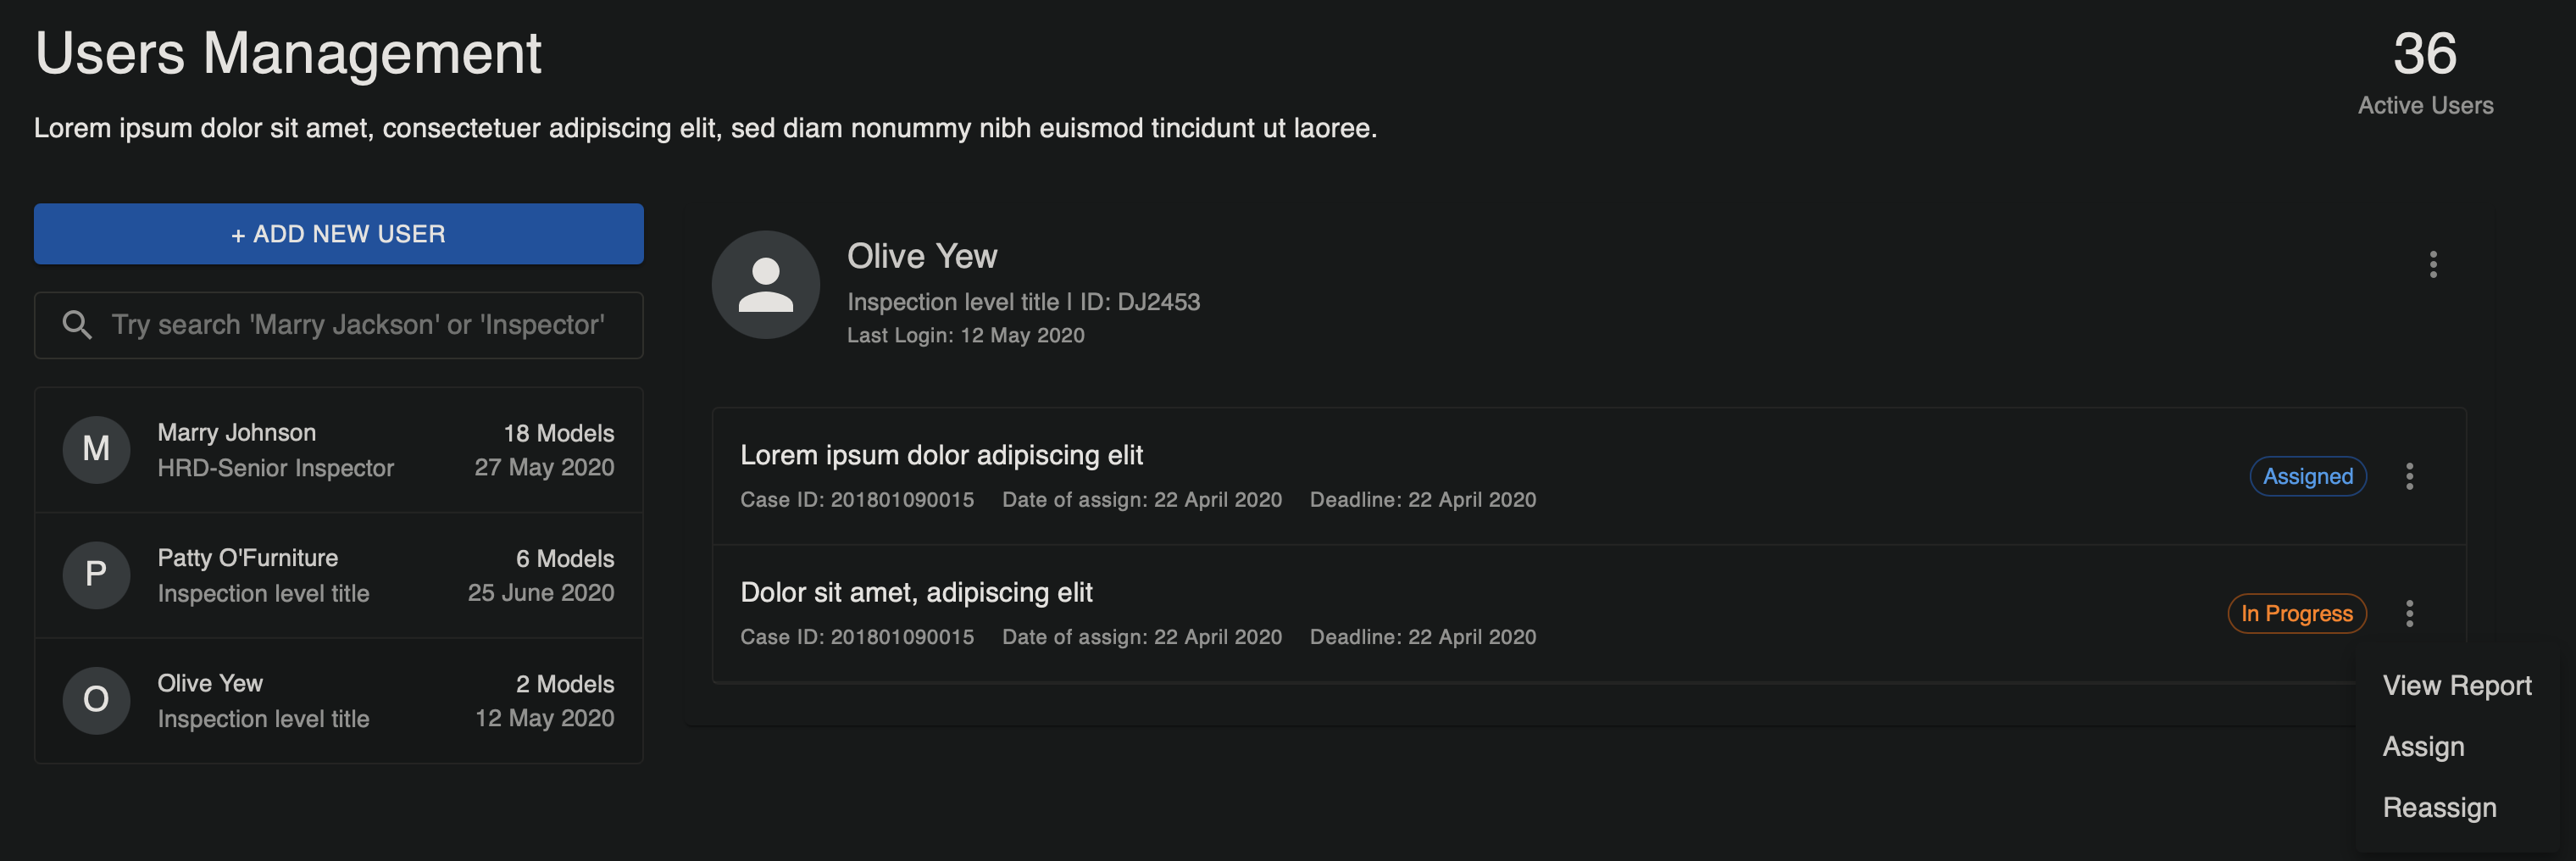 Users Management
36
Active Users
Lorem ipsum dolor sit amet, consectetuer adipiscing elit, sed diam nonummy nibh euismod tincidunt ut laoree.
+ ADD NEW USER
Try search 'Marry Jackson' or 'Inspector'
M
Marry Johnson
18 Models
HRD-Senior Inspector
27 May 2020
P
Patty O'Furniture
6 Models
Inspection level title
25 June 2020
O
Olive Yew
2 Models
Inspection level title
12 May 2020
Olive Yew
Inspection level title | ID: DJ2453
Last Login: 12 May 2020
Lorem ipsum dolor adipiscing elit
Case ID: 201801090015 Date of assign: 22 April 2020 Deadline: 22 April 2020
Assigned
Dolor sit amet, adipiscing elit
Case ID: 201801090015 Date of assign: 22 April 2020 Deadline: 22 April 2020
In Progress
View Report
Assign
Reassign